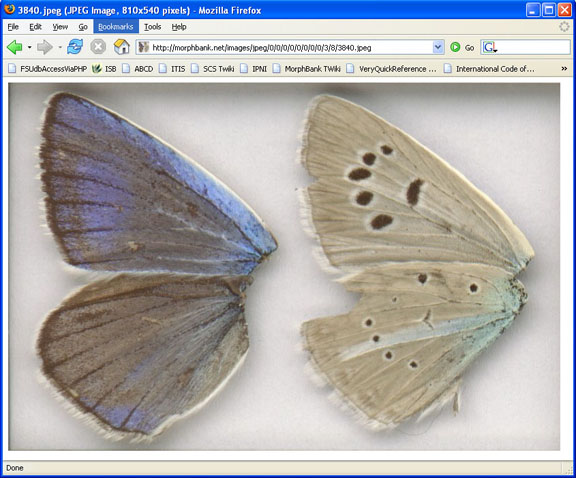 3840.jpeg (JPEG Image, 810x540 pixels) - Mozilla Firefox
File Edit View Go Bookmarks Tools Help
http://morphbank.net/images/jpeg/0/0/0/0/0/0/0/0/3/8/3840.jpeg Go G
FSUdbAccessViaPHP ISB ABCD ITIS SCS Twiki IPNI MorphBank TWiki VeryQuickReference ... International Code of... »
Done